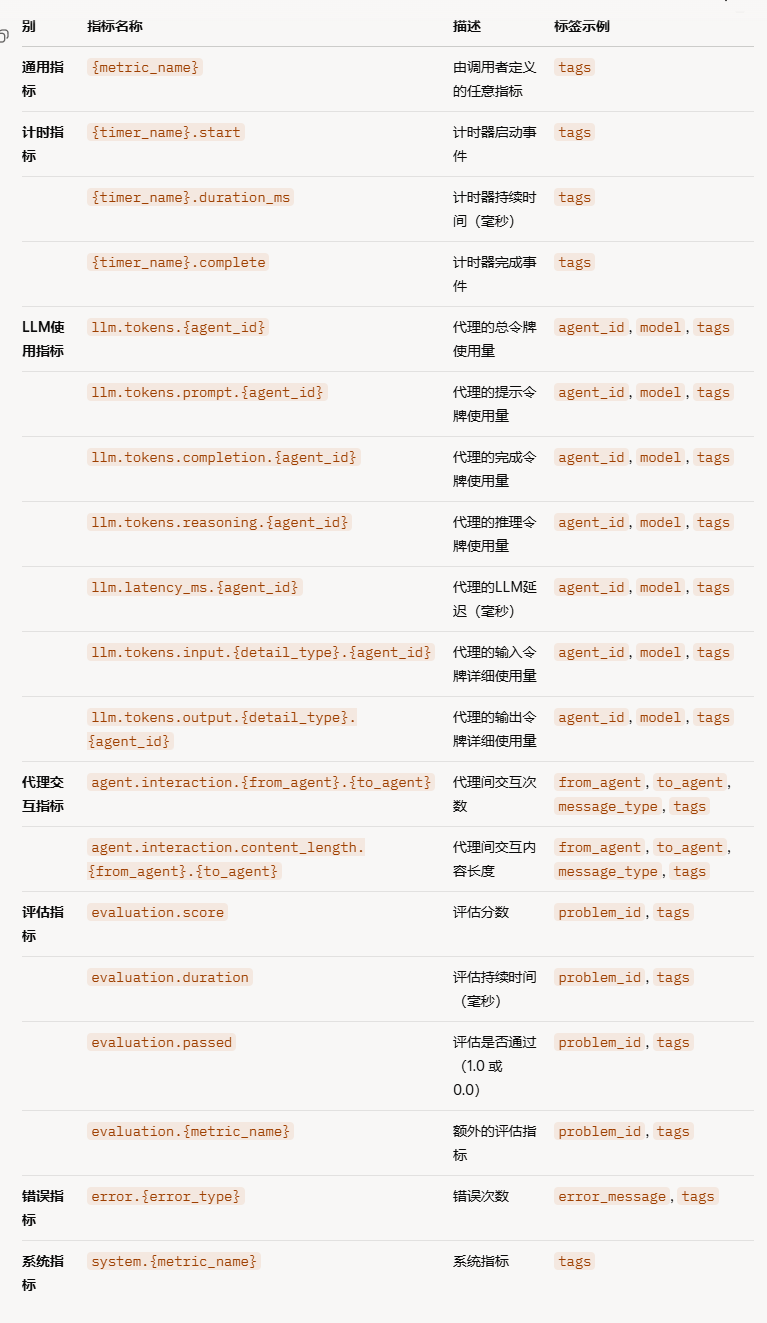 别 指标名称 描述 标签示例
通用指 {metric_name} 由调用者定义 tags
标 的任意指标
计时指 {timer_name}.start 计时器启动事 tags
标 件
{timer_name}.duration_ms 计时器持续时 tags
间（毫秒）
{timer_name}.complete 计时器完成事 tags
件
LLM使 llm.tokens.{agent_id} 代理的总令牌 agent_id, model, tags
用指标 使用量
llm.tokens.prompt.{agent_id} 代理的提示令 agent_id, model, tags
牌使用量
llm.tokens.completion.{agent_id} 代理的完成令 agent_id, model, tags
牌使用量
llm.tokens.reasoning.{agent_id} 代理的推理令 agent_id, model, tags
牌使用量
llm.latency_ms.{agent_id} 代理的LLM延 agent_id, model, tags
迟（毫秒）
llm.tokens.input.{detail_type}.{agent_id} 代理的输入令 agent_id, model, tags
牌详细使用量
llm.tokens.output.{detail_type}. 代理的输出令 agent_id, model, tags
{agent_id} 牌详细使用量
代理交 agent.interaction.{from_agent}.{to_agent} 代理间交互次 from_agent, to_agent,
互指标 数 message_type, tags
agent.interaction.content_length. 代理间交互内 from_agent, to_agent,
{from_agent}.{to_agent} 容长度 message_type, tags
评估指 evaluation.score 评估分数 problem_id, tags
标
evaluation.duration 评估持续时间 problem_id, tags
（毫秒）
evaluation.passed 评估是否通过 problem_id, tags
（1.0 或
0.0）
evaluation.{metric_name} 额外的评估指 problem_id, tags
标
错误指 error.{error_type} 错误次数 error_message, tags
标
系统指 system.{metric_name} 系统指标 tags
标